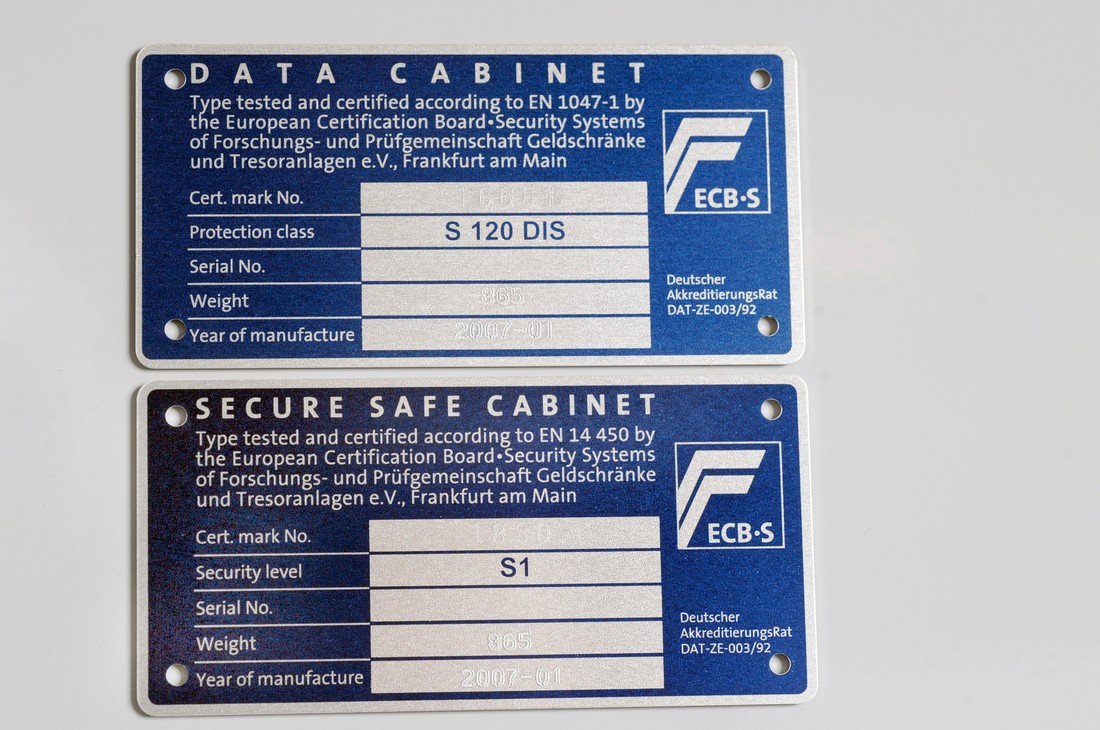 DATA CABINET
Type tested and certified according to EN 1047-1 by
the European Certification Board•Security Systems
of Forschungs- und Prüfgemeinschaft Geldschränke
und Tresoranlagen e.V., Frankfurt am Main
Cert. mark No.
Protection class S 120 DIS
Serial No.
Weight 865
Year of manufacture 2007-01
ECB•S
Deutscher
AkkreditierungsRat
DAT-ZE-003/92
SECURE SAFE CABINET
Type tested and certified according to EN 14 450 by
the European Certification Board•Security Systems
of Forschungs- und Prüfgemeinschaft Geldschränke
und Tresoranlagen e.V., Frankfurt am Main
Cert. mark No.
Security level S1
Serial No.
Weight 865
Year of manufacture 2007-01
ECB•S
Deutscher
AkkreditierungsRat
DAT-ZE-003/92